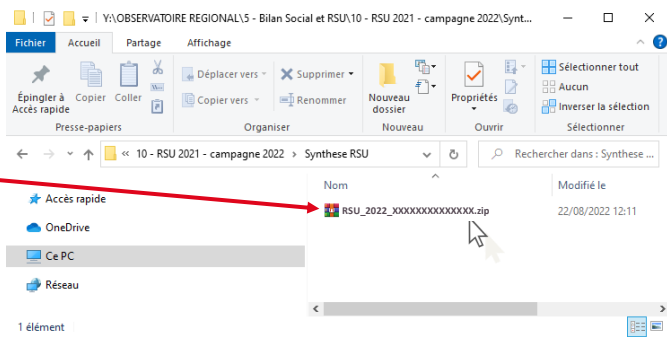 Y:\OBSERVATOIRE REGIONAL\5 - Bilan Social et RSU\10 - RSU 2021 - campagne 2022\Synt...
Fichier Accueil Partage Affichage
Épingler à Accès rapide
Copier
Coller
Déplacer vers
Copier vers
Supprimer
Renommer
Nouveau dossier
Propriétés
Sélectionner tout
Aucun
Inverser la sélection
Presse-papiers Organiser Nouveau Ouvrir Sélectionner
« 10 - RSU 2021 - campagne 2022 › Synthese RSU
Rechercher dans : Synthese ...
Nom Modifié le
Accès rapide
RSU_2022_XXXXXXXXXXXXXX.zip 22/08/2022 12:11
OneDrive
Ce PC
Réseau
1 élément